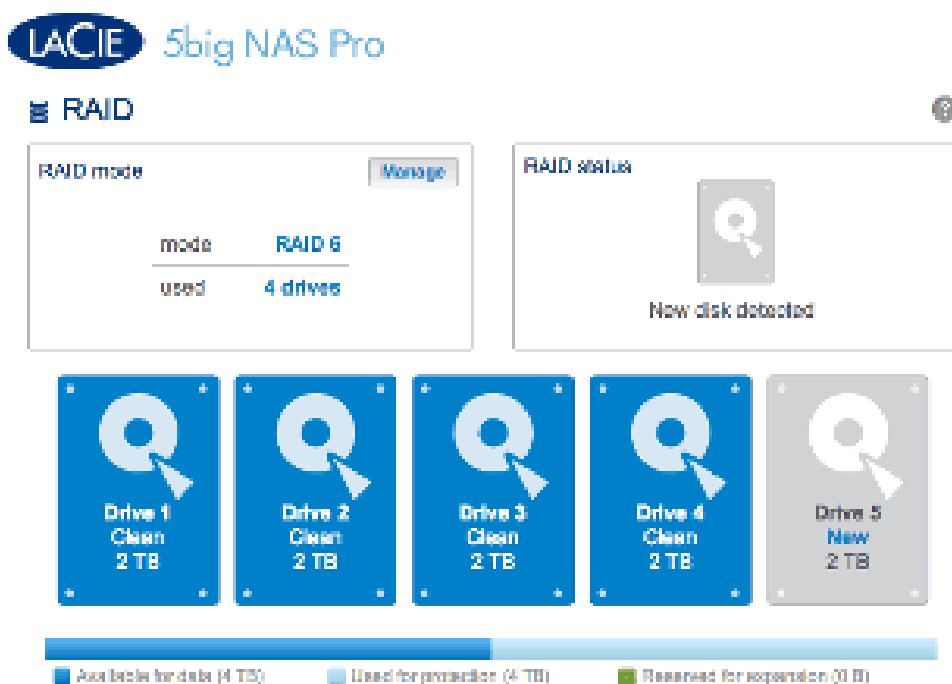 LACIE 5big NAS Pro
RAID
?
RAID mode
Manage
mode RAID 6
used 4 drives
RAID status
New disk detected
Drive 1
Clean
2 TB
Drive 2
Clean
2 TB
Drive 3
Clean
2 TB
Drive 4
Clean
2 TB
Drive 5
New
2 TB
Available for data (4 TB)
Used for protection (4 TB)
Reserved for expansion (0 B)